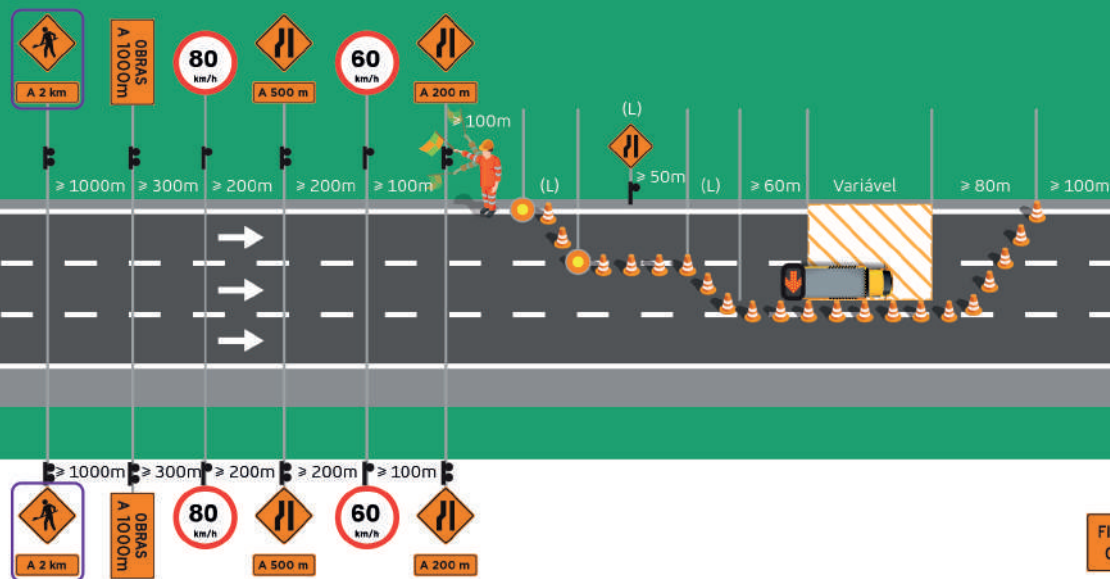 80
km/h
60
km/h
OBRAS
A 1000m
A 2 km
A 500 m
A 200 m
≥ 100m
(L)
≥ 50m
≥ 1000m
≥ 300m
≥ 200m
≥ 200m
≥ 100m
(L)
(L)
≥ 60m
Variável
≥ 80m
≥ 100m
≥ 1000m
≥ 300m
≥ 200m
≥ 200m
≥ 100m
80
km/h
60
km/h
OBRAS
A 1000m
A 2 km
A 500 m
A 200 m